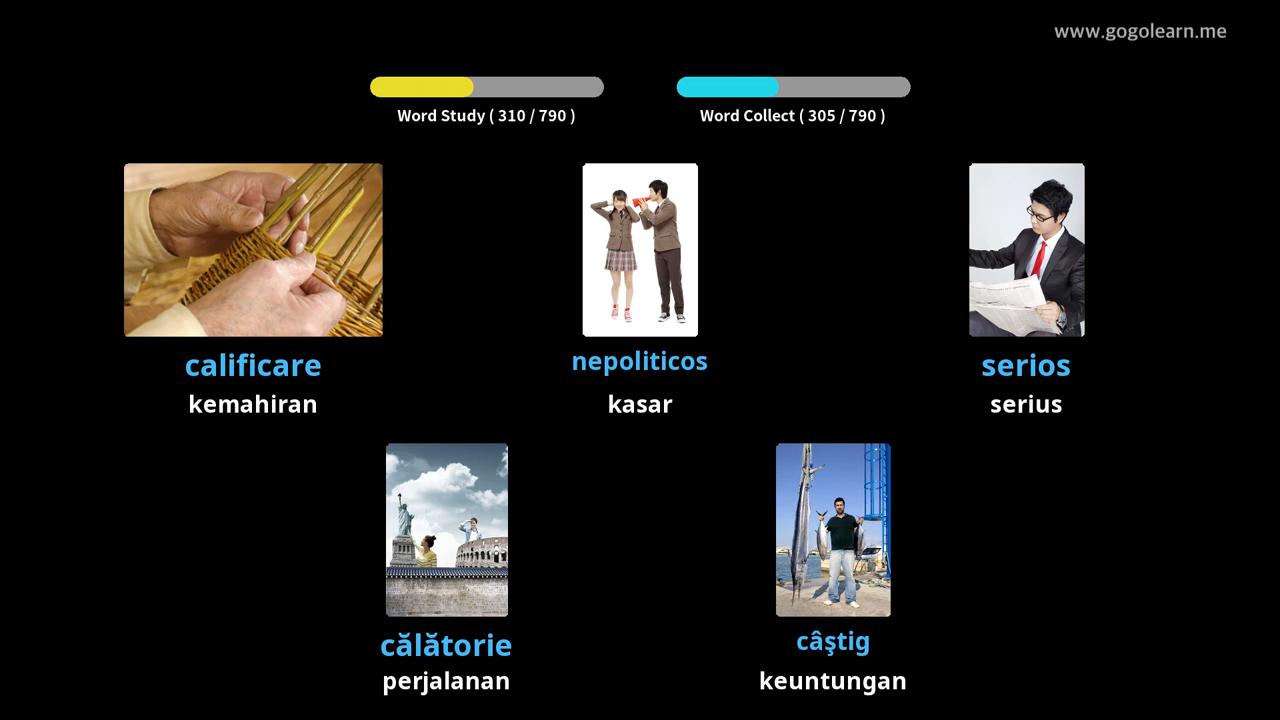 www.gogolearn.me
Word Study ( 310 / 790 )
Word Collect ( 305 / 790 )
calificare
kemahiran
nepoliticos
kasar
serios
serius
călătorie
perjalanan
câştig
keuntungan